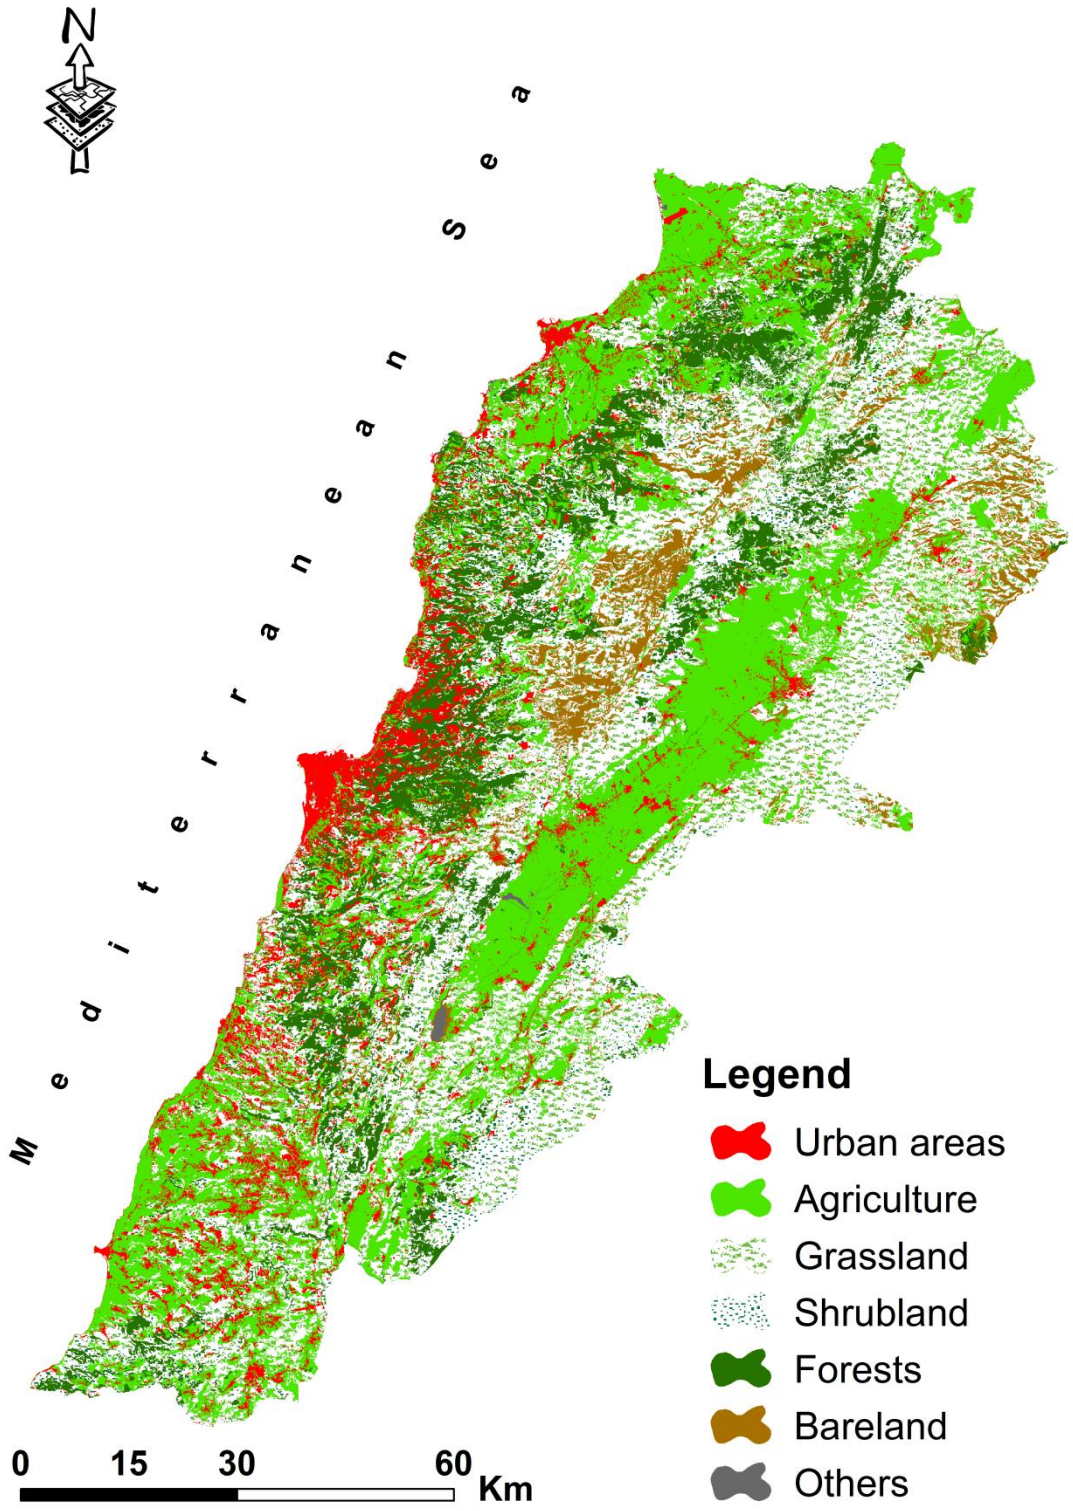 N
Mediterranean Sea
Legend
Urban areas
Agriculture
Grassland
Shrubland
Forests
Bareland
Others
0 15 30 60 Km